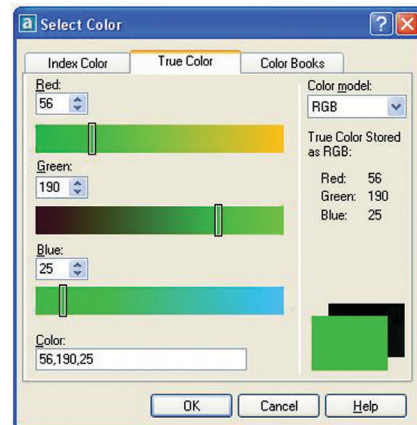 a Select Color
Index Color True Color Color Books
Red:
56
Green:
190
Blue:
25
Color:
56,190,25
Color model:
RGB
True Color Stored
as RGB:
Red: 56
Green: 190
Blue: 25
OK Cancel Help